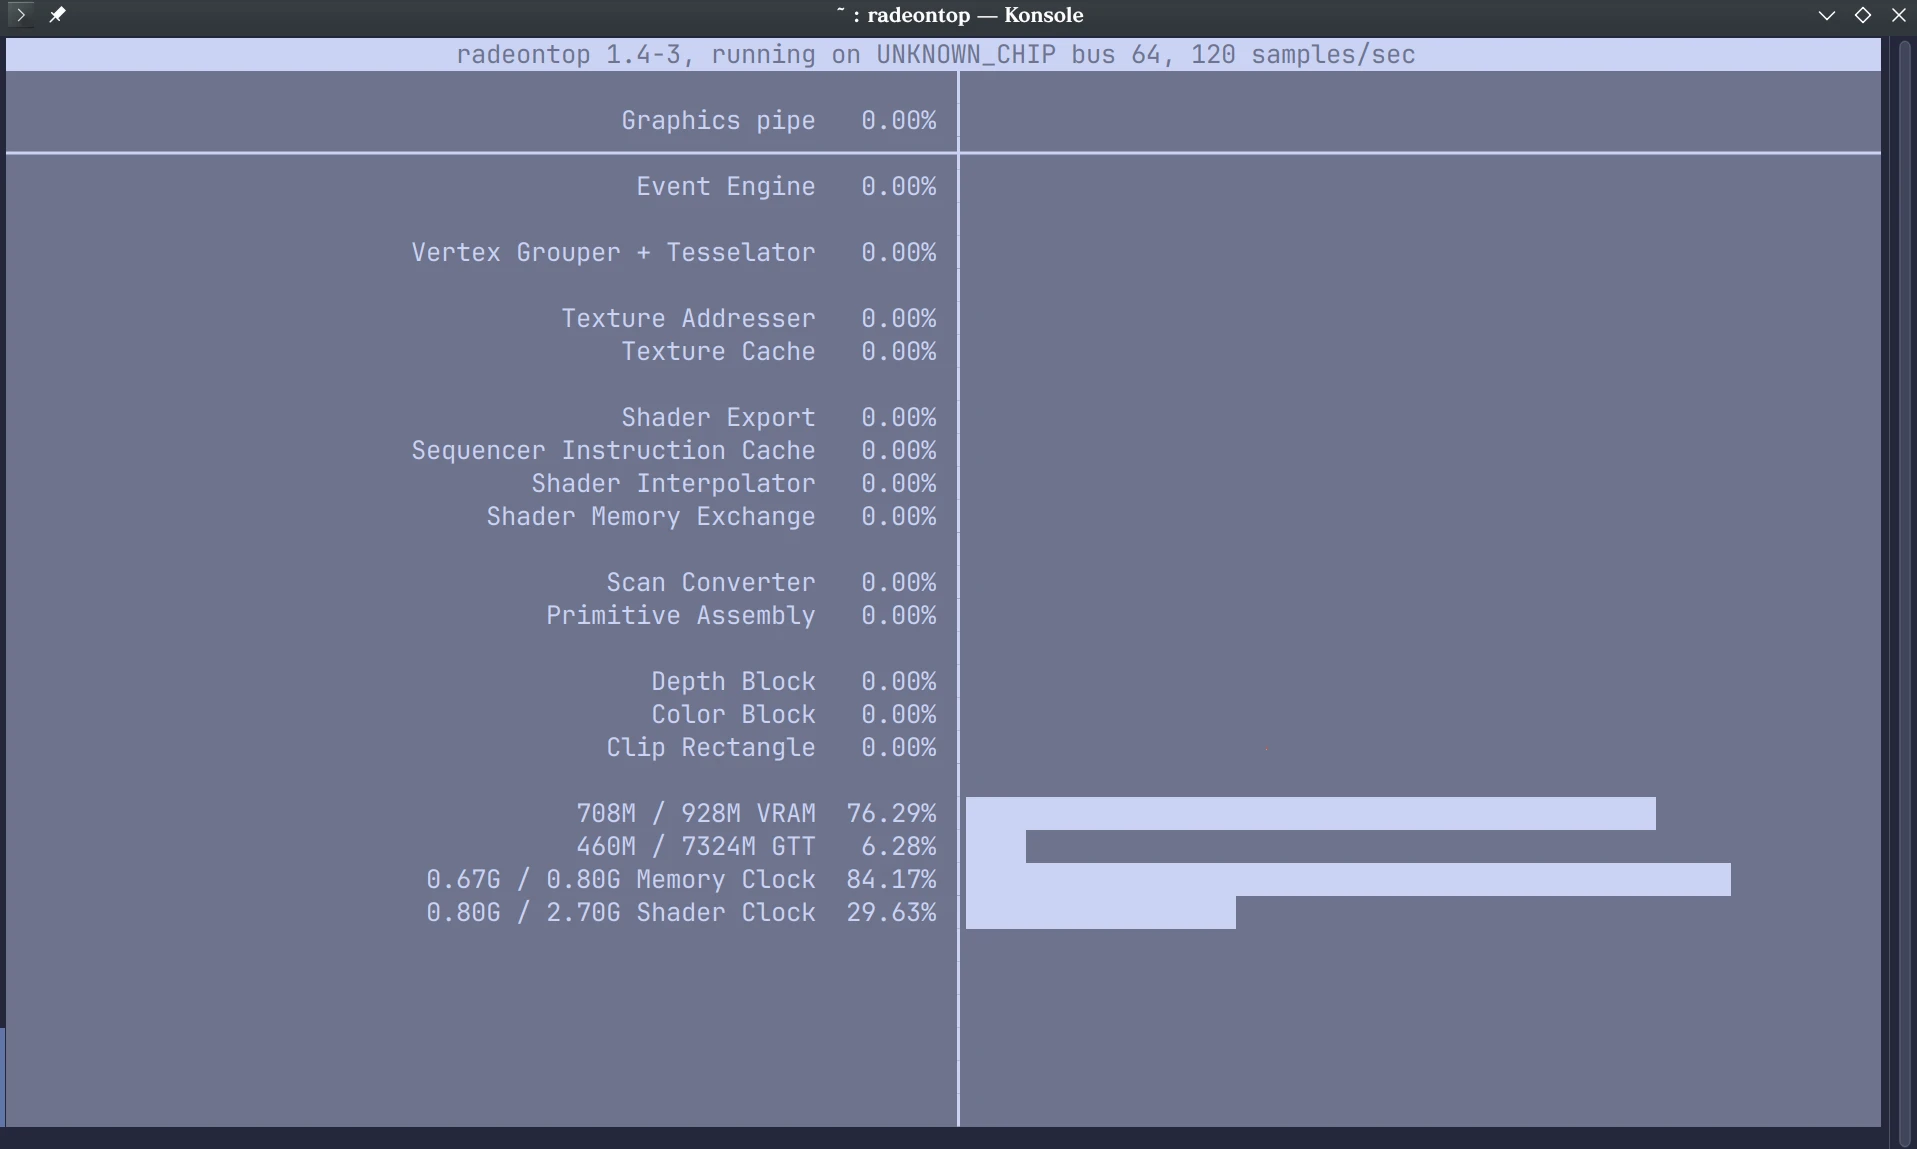 ~ : radeontop — Konsole
radeontop 1.4-3, running on UNKNOWN_CHIP bus 64, 120 samples/sec
Graphics pipe 0.00%
Event Engine 0.00%
Vertex Grouper + Tesselator 0.00%
Texture Addresser 0.00%
Texture Cache 0.00%
Shader Export 0.00%
Sequencer Instruction Cache 0.00%
Shader Interpolator 0.00%
Shader Memory Exchange 0.00%
Scan Converter 0.00%
Primitive Assembly 0.00%
Depth Block 0.00%
Color Block 0.00%
Clip Rectangle 0.00%
708M / 928M VRAM 76.29%
460M / 7324M GTT 6.28%
0.67G / 0.80G Memory Clock 84.17%
0.80G / 2.70G Shader Clock 29.63%